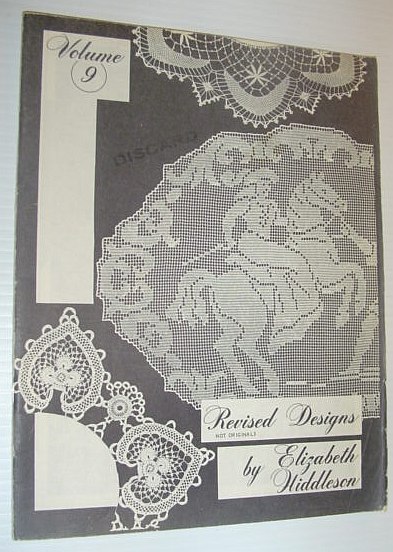 Volume
9
DISCARD
Revised Designs
NOT ORIGINALS
by Elizabeth
Hiddleson